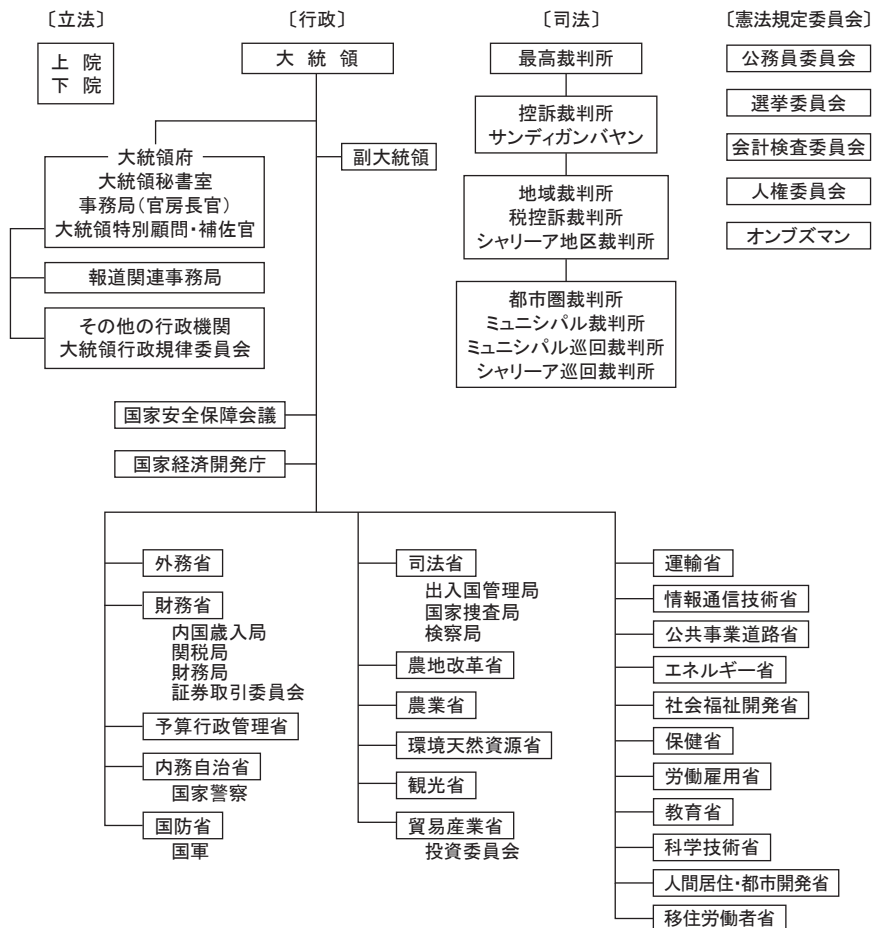 〔立法〕
上 院
下 院
〔行政〕
大 統 領
副大統領
大統領府
大統領秘書室
事務局（官房長官）
大統領特別顧問・補佐官
報道関連事務局
その他の行政機関
大統領行政規律委員会
国家安全保障会議
国家経済開発庁
〔司法〕
最高裁判所
控訴裁判所
サンディガンバヤン
地域裁判所
税控訴裁判所
シャリーア地区裁判所
都市圏裁判所
ミュニシパル裁判所
ミュニシパル巡回裁判所
シャリーア巡回裁判所
〔憲法規定委員会〕
公務員委員会
選挙委員会
会計検査委員会
人権委員会
オンブズマン
外務省
財務省
内国歳入局
関税局
財務局
証券取引委員会
予算行政管理省
内務自治省
国家警察
国防省
国軍
司法省
出入国管理局
国家捜査局
検察局
農地改革省
農業省
環境天然資源省
観光省
貿易産業省
投資委員会
運輸省
情報通信技術省
公共事業道路省
エネルギー省
社会福祉開発省
保健省
労働雇用省
教育省
科学技術省
人間居住・都市開発省
移住労働者省